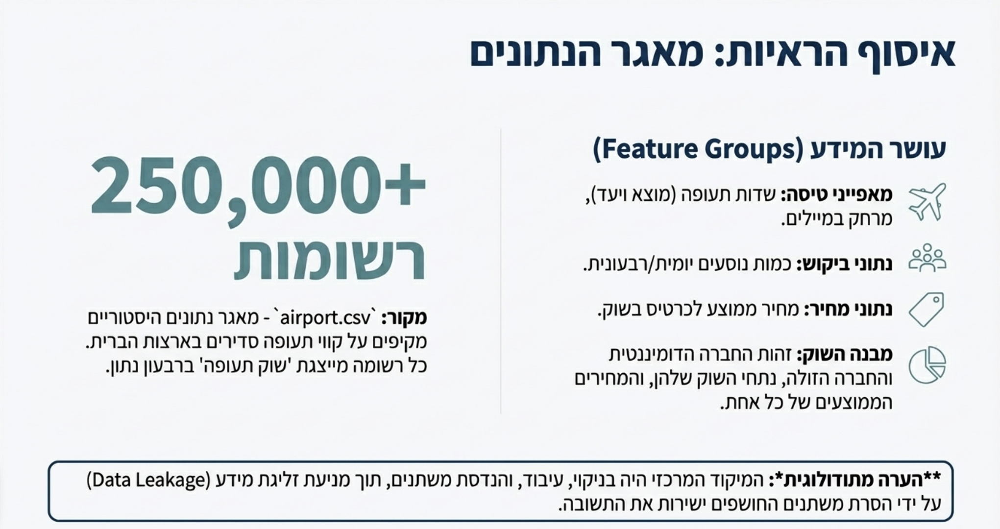 איסוף הראיות: מאגר הנתונים
עושר המידע (Feature Groups)
מאפייני טיסה: שדות תעופה (מוצא ויעד),
מרחק במיילים.
נתוני ביקוש: כמות נוסעים יומית/רבעונית.
נתוני מחיר: מחיר ממוצע לכרטיס בשוק.
מבנה השוק: זהות החברה הדומיננטית
והחברה הזולה, נתחי השוק שלהן, והמחירים
הממוצעים של כל אחת.
250,000+
רשומות
מקור: `airport.csv` - מאגר נתונים היסטוריים
מקיפים על קווי תעופה סדירים בארצות הברית.
כל רשומה מייצגת 'שוק תעופה' ברבעון נתון.
**הערה מתודולוגית*: המיקוד המרכזי היה בניקוי, עיבוד, והנדסת משתנים, תוך מניעת זליגת מידע (Data Leakage)
על ידי הסרת משתנים החושפים ישירות את התשובה.